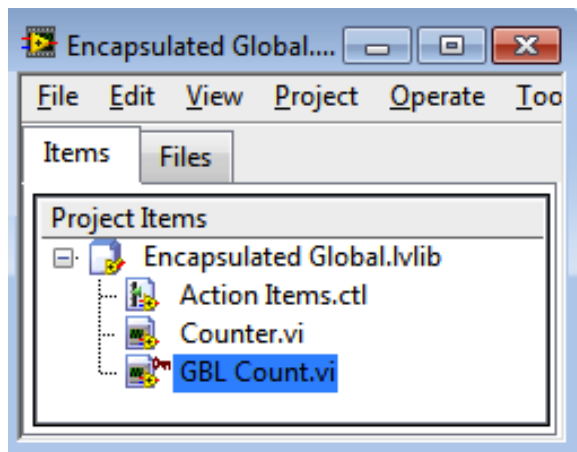 Encapsulated Global....
File Edit View Project Operate Too
Items Files
Project Items
Encapsulated Global.lvlib
Action Items.ctl
Counter.vi
GBL Count.vi